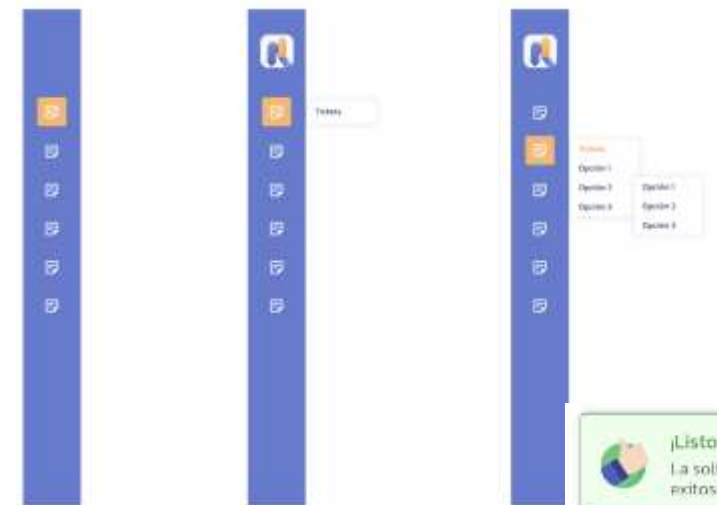 Tickets
Tickets
Opción 1
Opción 2
Opción 3
Opción 1
Opción 2
Opción 3
¡Listo
La soli
exitos